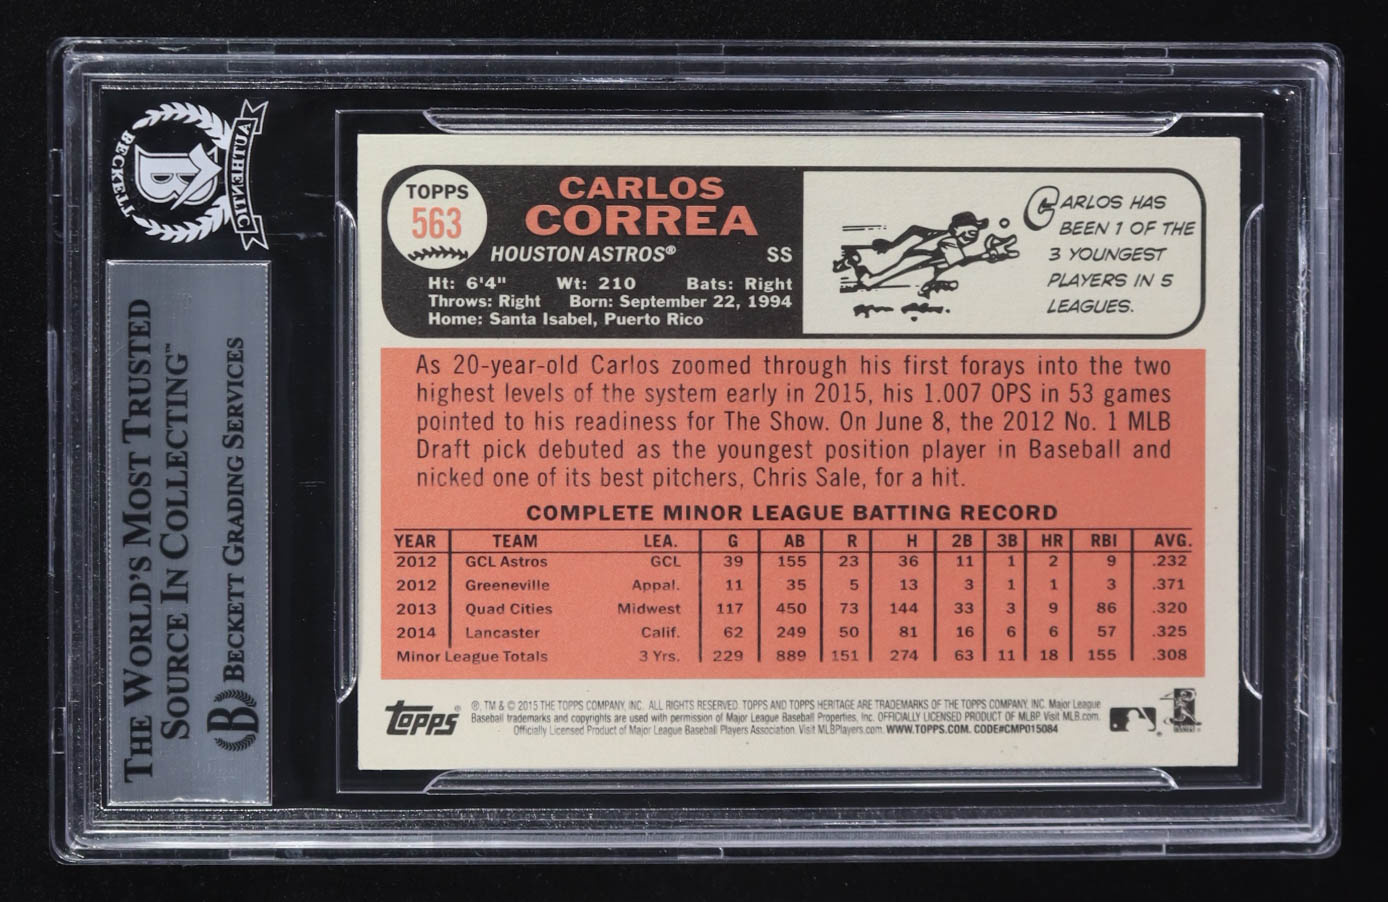 BECKETT
AUTHENTIC
B
THE WORLD'S MOST TRUSTED
SOURCE IN COLLECTING™
BECKETT GRADING SERVICES
TOPPS
563
CARLOS
CORREA
HOUSTON ASTROS® SS
Ht: 6'4" Wt: 210 Bats: Right
Throws: Right Born: September 22, 1994
Home: Santa Isabel, Puerto Rico
CARLOS HAS
BEEN 1 OF THE
3 YOUNGEST
PLAYERS IN 5
LEAGUES.
As 20-year-old Carlos zoomed through his first forays into the two
highest levels of the system early in 2015, his 1.007 OPS in 53 games
pointed to his readiness for The Show. On June 8, the 2012 No. 1 MLB
Draft pick debuted as the youngest position player in Baseball and
nicked one of its best pitchers, Chris Sale, for a hit.
COMPLETE MINOR LEAGUE BATTING RECORD
YEAR TEAM LEA. G AB R H 2B 3B HR RBI AVG.
2012 GCL Astros GCL 39 155 23 36 11 1 2 9 .232
2012 Greeneville Appal. 11 35 5 13 3 1 1 3 .371
2013 Quad Cities Midwest 117 450 73 144 33 3 9 86 .320
2014 Lancaster Calif. 62 249 50 81 16 6 6 57 .325
Minor League Totals 3 Yrs. 229 889 151 274 63 11 18 155 .308
Topps®
®, TM & © 2015 THE TOPPS COMPANY, INC. ALL RIGHTS RESERVED. TOPPS AND TOPPS HERITAGE ARE TRADEMARKS OF THE TOPPS COMPANY, INC. Major League
Baseball trademarks and copyrights are used with permission of Major League Baseball Properties, Inc. OFFICIALLY LICENSED PRODUCT OF MLBP Visit MLB.com.
Officially Licensed Product of Major League Baseball Players Association. Visit MLBPlayers.com. WWW.TOPPS.COM. CODE#CMP015084